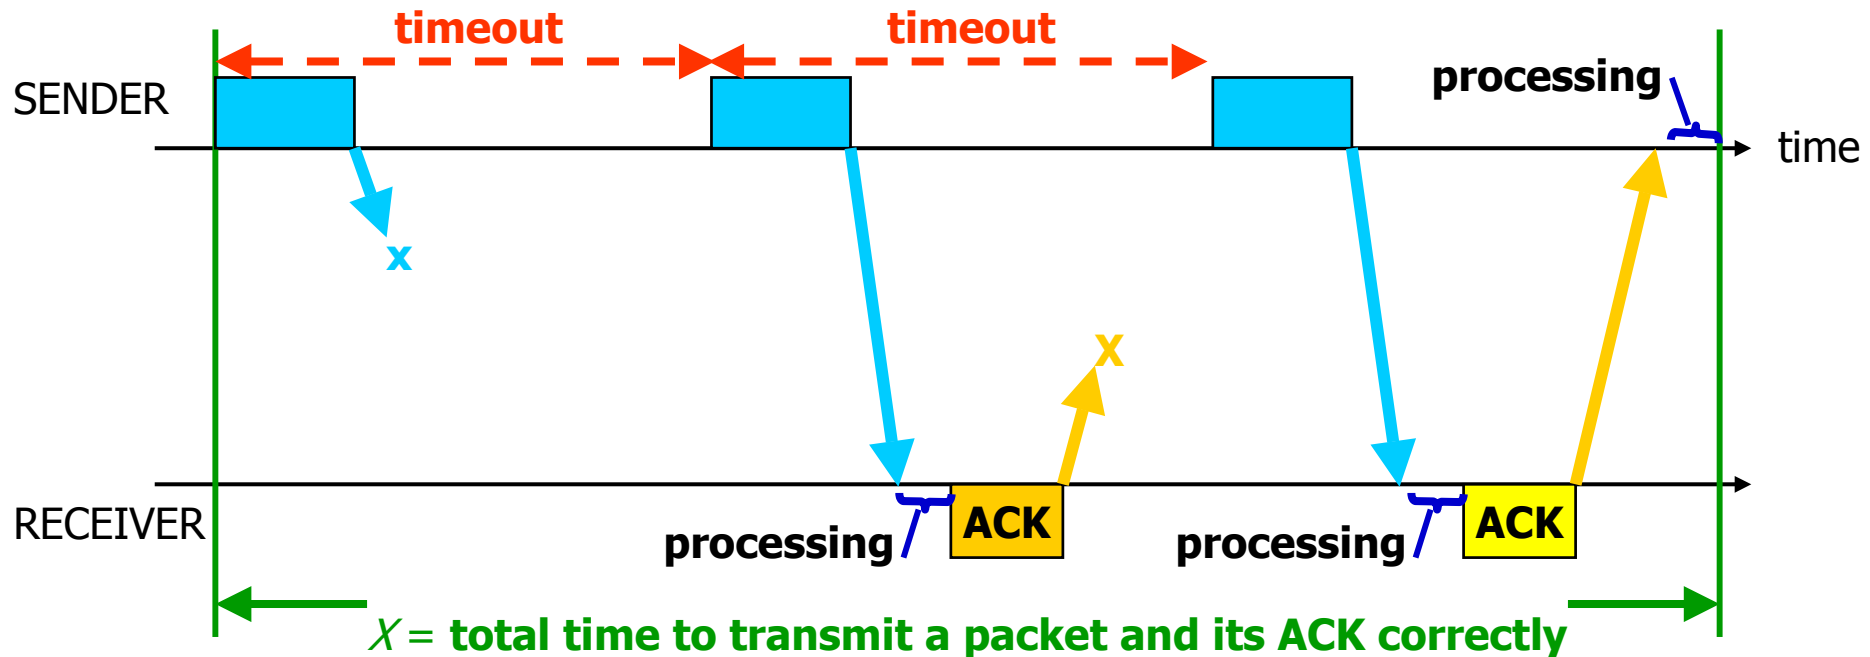 timeout
timeout
processing
SENDER
time
x
x
ACK
ACK
RECEIVER
processing
processing
X = total time to transmit a packet and its ACK correctly